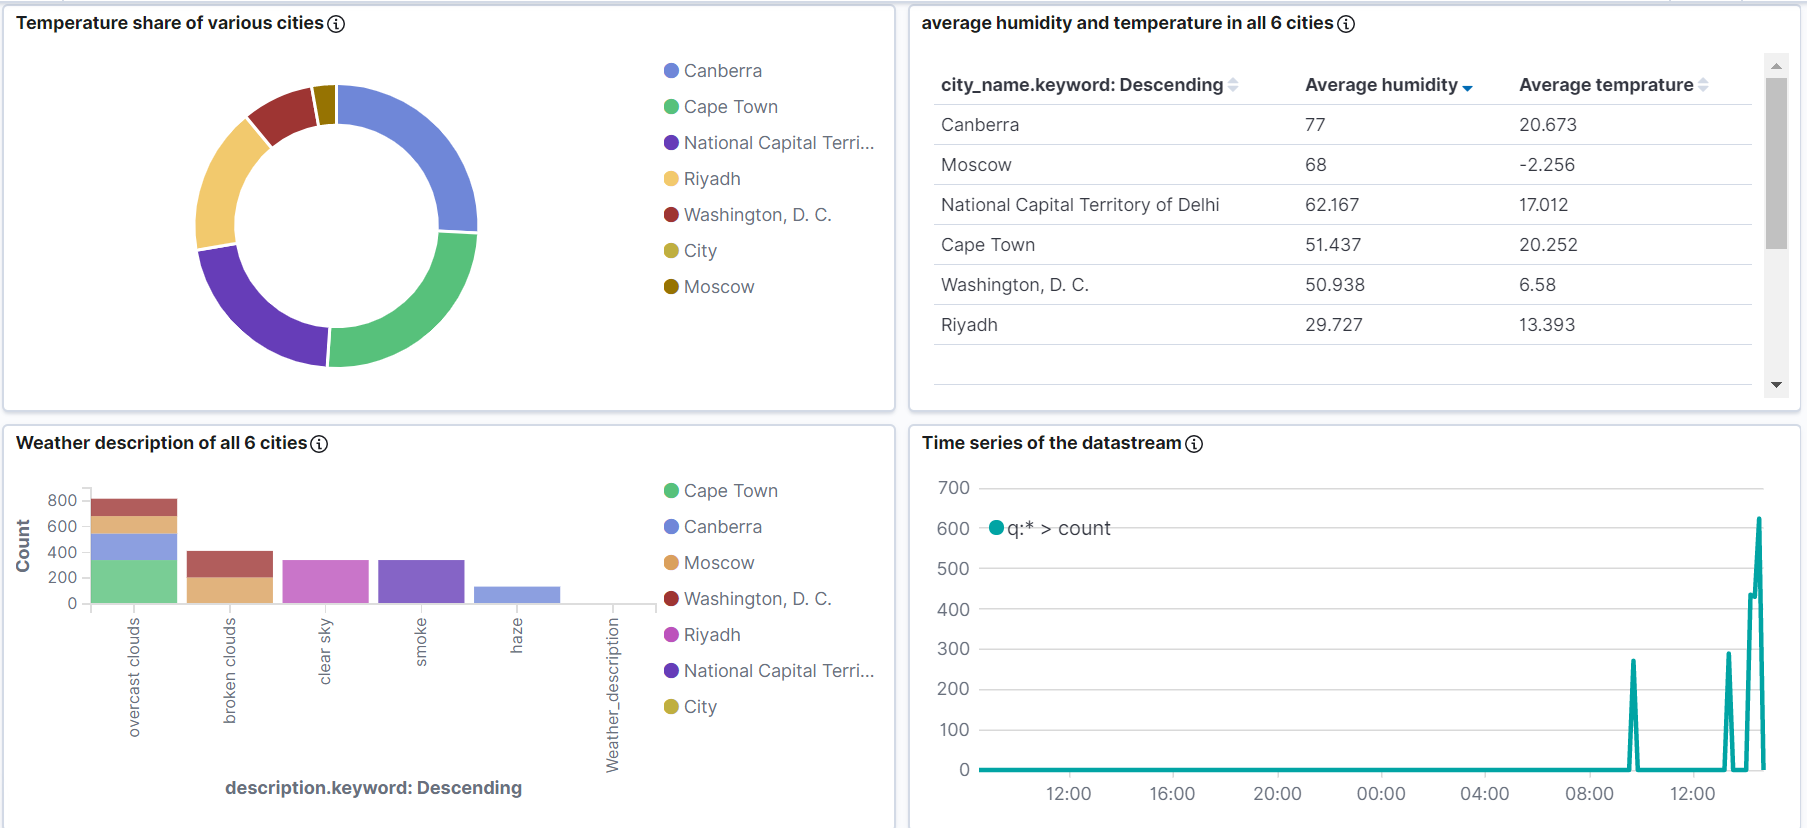 Temperature share of various cities
Canberra
Cape Town
National Capital Terri...
Riyadh
Washington, D. C.
City
Moscow
average humidity and temperature in all 6 cities
city_name.keyword: Descending Average humidity Average temprature
Canberra 77 20.673
Moscow 68 -2.256
National Capital Territory of Delhi 62.167 17.012
Cape Town 51.437 20.252
Washington, D. C. 50.938 6.58
Riyadh 29.727 13.393
Weather description of all 6 cities
Count
800
600
400
200
0
overcast clouds
broken clouds
clear sky
smoke
haze
Weather_description
description.keyword: Descending
Cape Town
Canberra
Moscow
Washington, D. C.
Riyadh
National Capital Terri...
City
Time series of the datastream
700
600
500
400
300
200
100
0
q:* > count
12:00 16:00 20:00 00:00 04:00 08:00 12:00